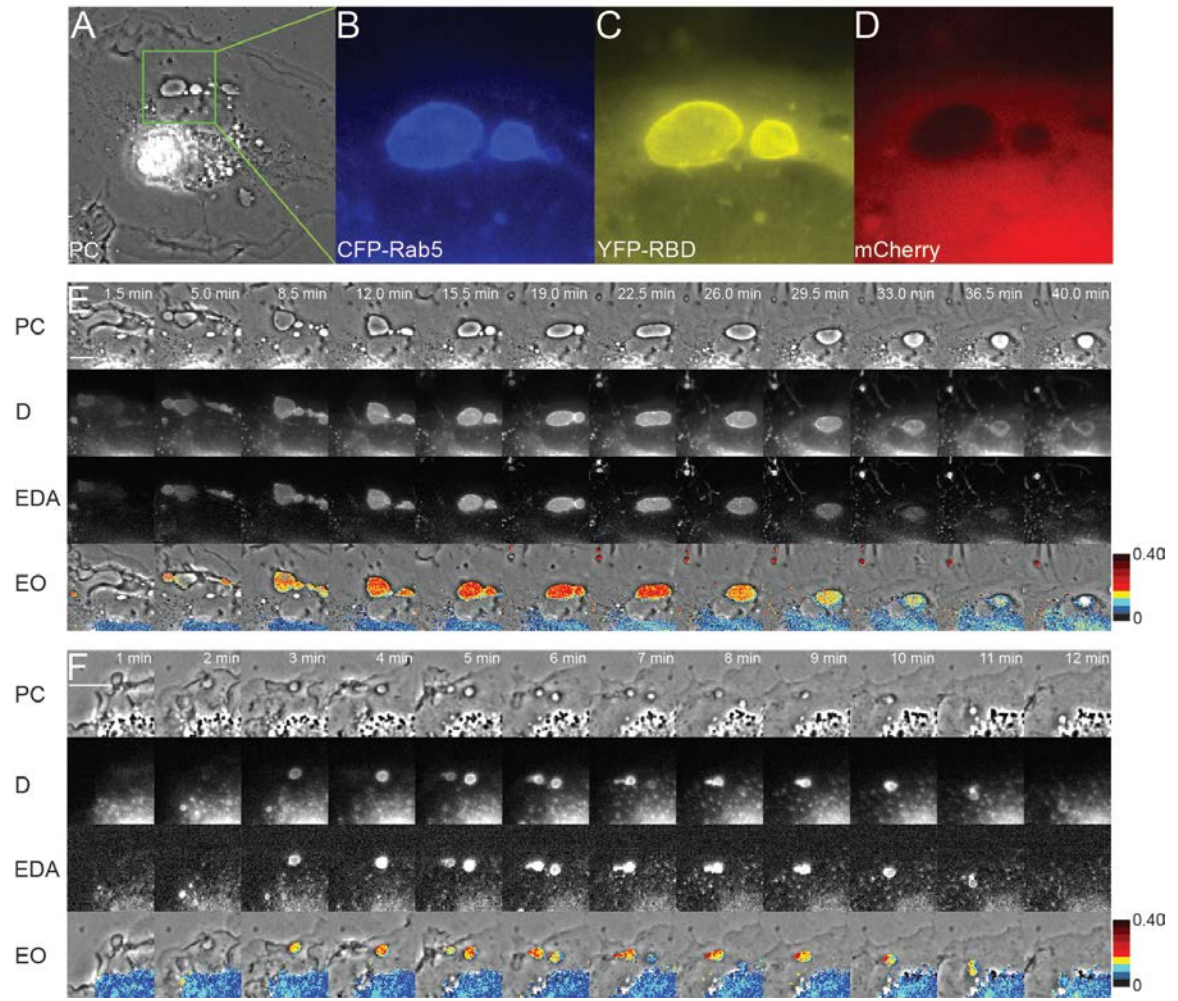 A
B
C
D
PC
CFP-Rab5
YFP-RBD
mCherry
E
1.5 min 5.0 min 8.5 min 12.0 min 15.5 min 19.0 min 22.5 min 26.0 min 29.5 min 33.0 min 36.5 min 40.0 min
PC
D
EDA
EO
0.40
0
F
1 min 2 min 3 min 4 min 5 min 6 min 7 min 8 min 9 min 10 min 11 min 12 min
PC
D
EDA
EO
0.40
0